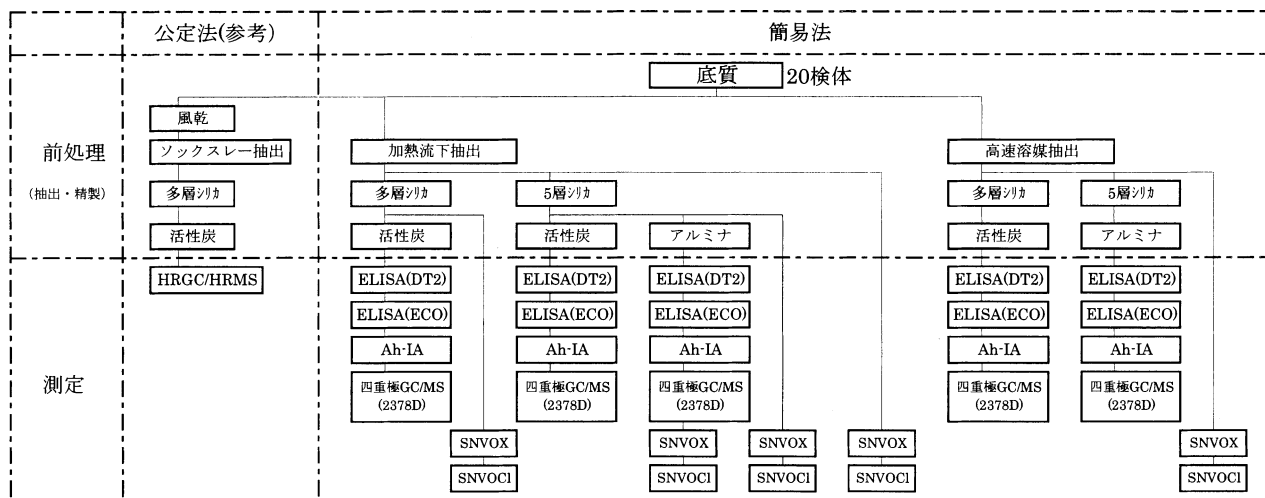 公定法(参考)
簡易法
底質 20検体
風乾
前処理
ソックスレー抽出
加熱流下抽出
高速溶媒抽出
(抽出・精製)
多層シリカ
多層シリカ
5層シリカ
多層シリカ
5層シリカ
活性炭
活性炭
活性炭
アルミナ
活性炭
アルミナ
HRGC/HRMS
ELISA(DT2)
ELISA(DT2)
ELISA(DT2)
ELISA(DT2)
ELISA(DT2)
ELISA(ECO)
ELISA(ECO)
ELISA(ECO)
ELISA(ECO)
ELISA(ECO)
Ah-IA
Ah-IA
Ah-IA
Ah-IA
Ah-IA
測定
四重極GC/MS
(2378D)
四重極GC/MS
(2378D)
四重極GC/MS
(2378D)
四重極GC/MS
(2378D)
四重極GC/MS
(2378D)
SNVOX
SNVOX
SNVOX
SNVOX
SNVOX
SNVOCl
SNVOCl
SNVOCl
SNVOCl
SNVOCl